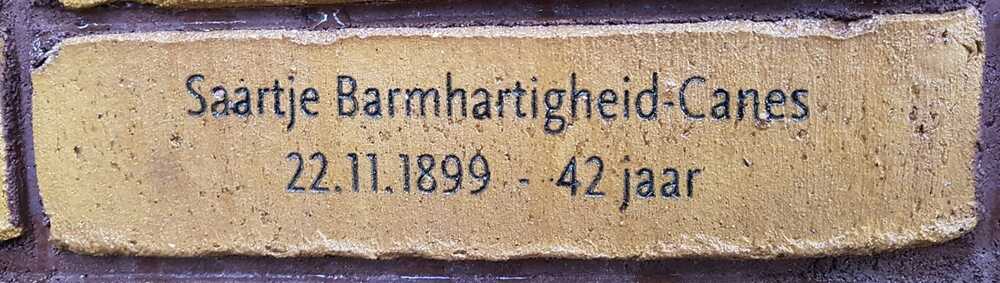 Saartje Barmhartigheid-Canes
22.11.1899 - 42 jaar